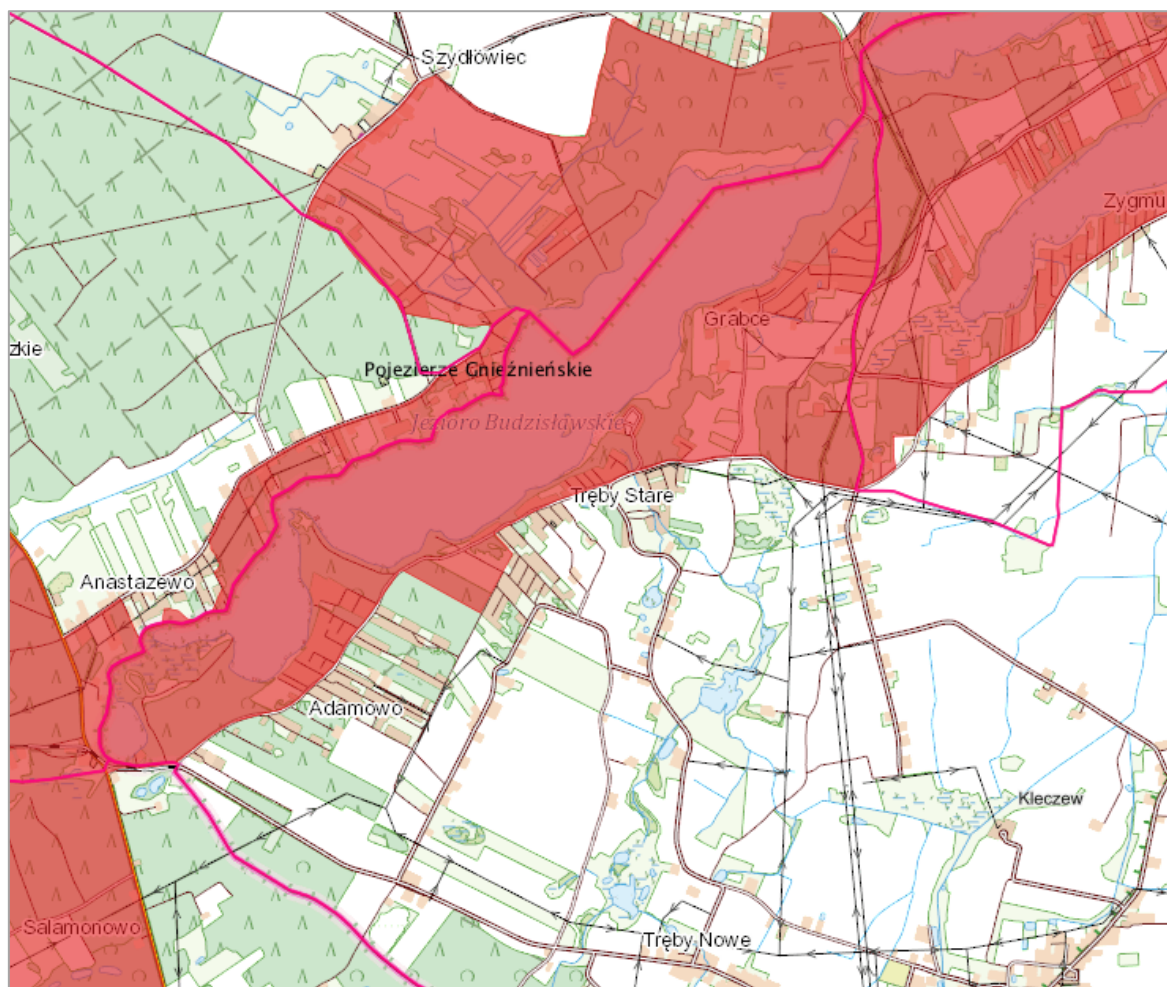 Szydłowiec
Zygmu
Grabce
zkie
Pojezierze Gnieźnieńskie
Jezioro Budzisławskie
Tręby Stare
Anastazewo
Adamowo
Kleczew
Salamonowo
Tręby Nowe